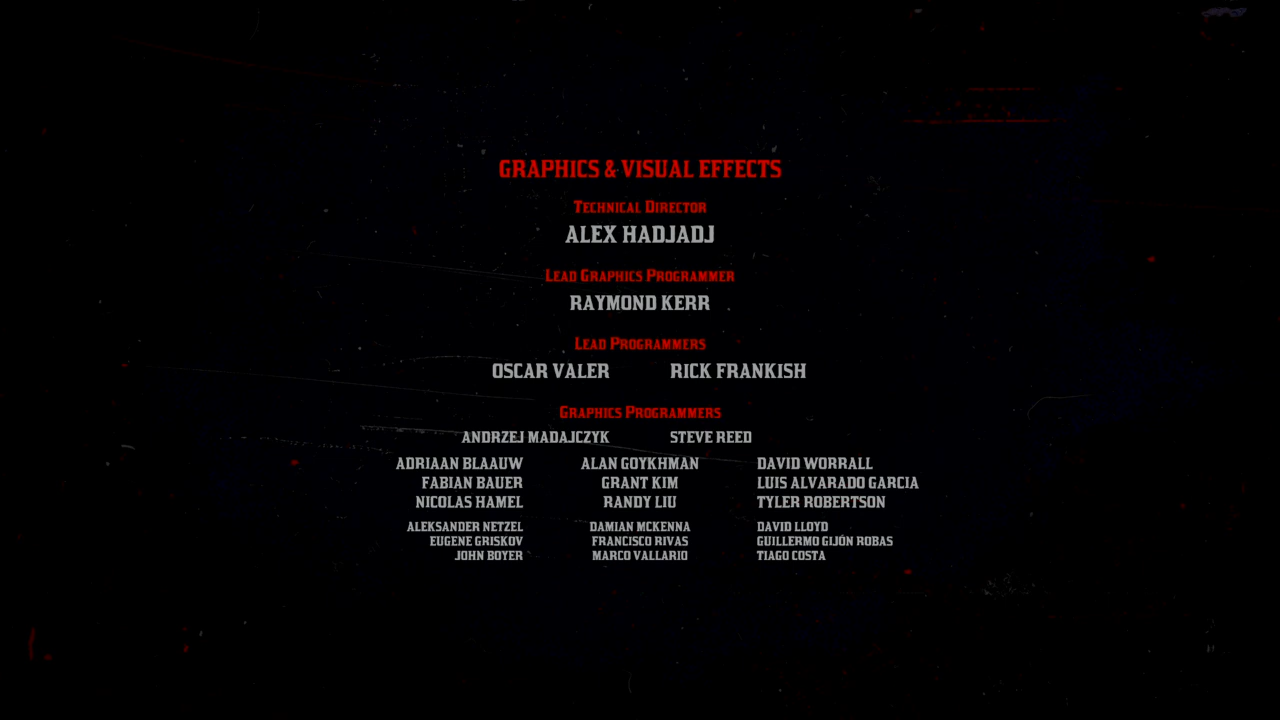 GRAPHICS & VISUAL EFFECTS
TECHNICAL DIRECTOR
ALEX HADJADJ
LEAD GRAPHICS PROGRAMMER
RAYMOND KERR
LEAD PROGRAMMERS
OSCAR VALER RICK FRANKISH
GRAPHICS PROGRAMMERS
ANDRZEJ MADAJCZYK STEVE REED
ADRIAAN BLAAUW ALAN GOYKHMAN DAVID WORRALL
FABIAN BAUER GRANT KIM LUIS ALVARADO GARCIA
NICOLAS HAMEL RANDY LIU TYLER ROBERTSON
ALEKSANDER NETZEL DAMIAN MCKENNA DAVID LLOYD
EUGENE GRISKOV FRANCISCO RIVAS GUILLERMO GIJÓN ROBAS
JOHN BOYER MARCO VALLARIO TIAGO COSTA